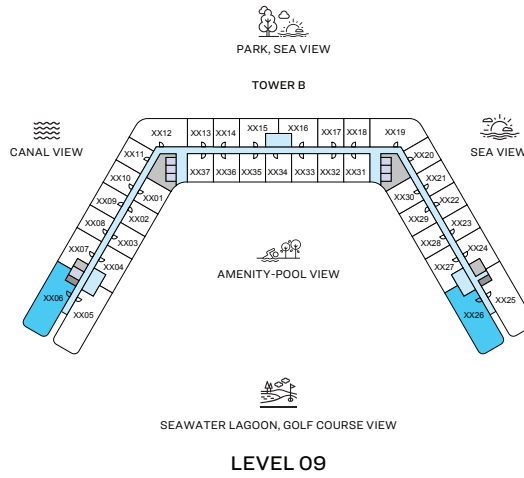 PARK, SEA VIEW
TOWER B
CANAL VIEW
SEA VIEW
XX12
XX13
XX14
XX15
XX16
XX17
XX18
XX19
XX11
XX10
XX09
XX08
XX07
XX06
XX05
XX04
XX03
XX02
XX01
XX37
XX36
XX35
XX34
XX33
XX32
XX31
XX30
XX29
XX28
XX27
XX26
XX20
XX21
XX22
XX23
XX24
XX25
AMENITY-POOL VIEW
SEAWATER LAGOON, GOLF COURSE VIEW
LEVEL 09